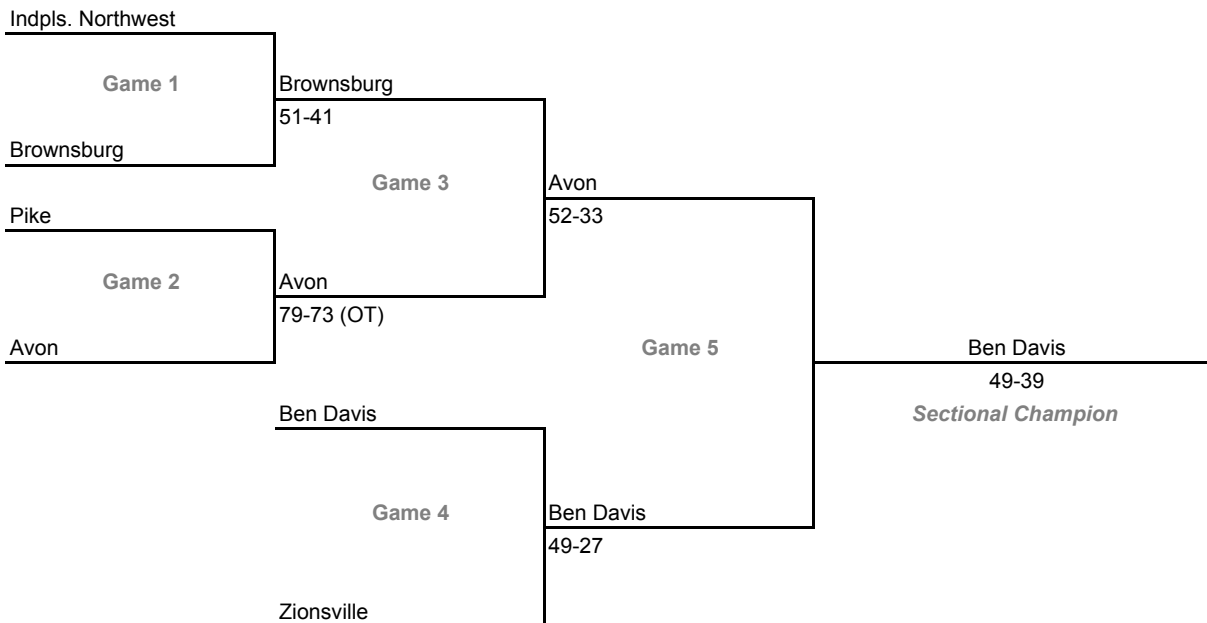 Indpls. Northwest
Game 1
Brownsburg
51-41
Brownsburg
Game 3
Avon
52-33
Pike
Game 2
Avon
79-73 (OT)
Avon
Game 5
Ben Davis
49-39
Sectional Champion
Ben Davis
Game 4
Ben Davis
49-27
Zionsville